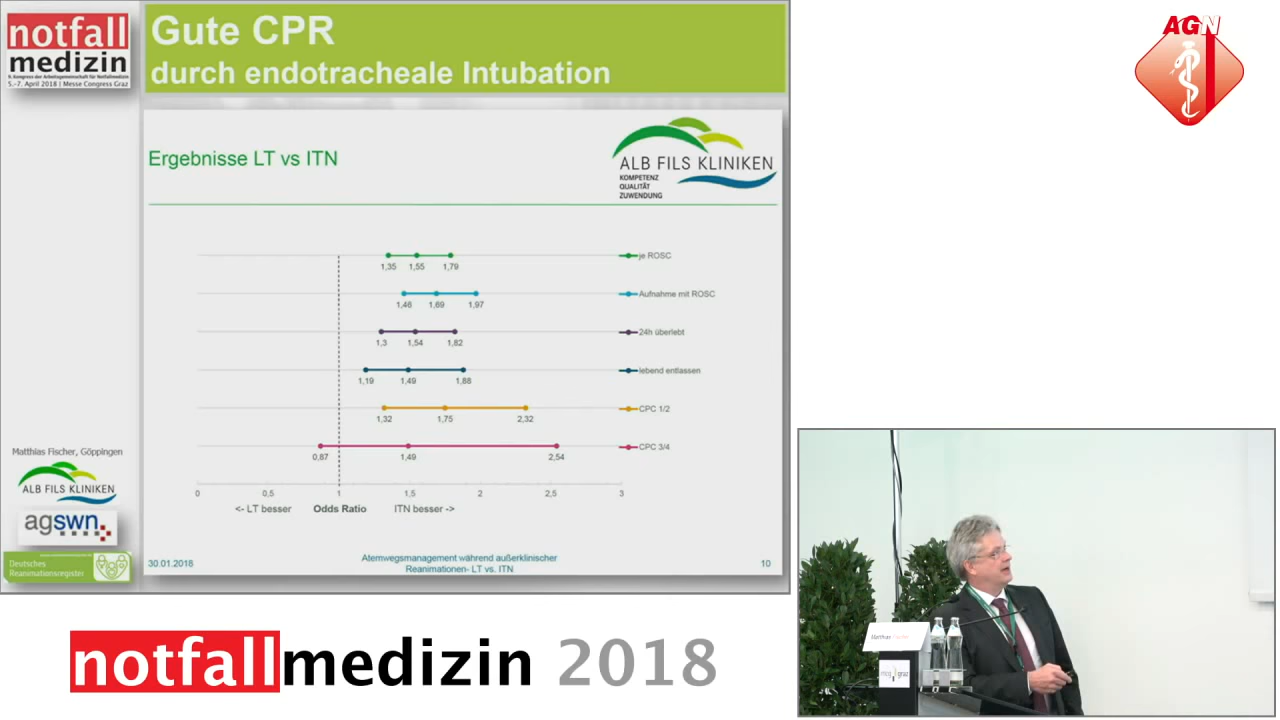 notfall
medizin
5.-7. April 2018 | Messe Congress Graz
Gute CPR
durch endotracheale Intubation
AGN
Ergebnisse LT vs ITN
ALB FILS KLINIKEN
KOMPETENZ
QUALITÄT
ZUWENDUNG
je ROSC
1,35 1,55 1,79
Aufnahme mit ROSC
1,46 1,69 1,97
24h überlebt
1,3 1,54 1,82
lebend entlassen
1,19 1,49 1,88
CPC 1/2
1,32 1,75 2,32
CPC 3/4
0,87 1,49 2,54
0 0,5 1 1,5 2 2,5 3
<- LT besser Odds Ratio ITN besser ->
Matthias Fischer, Göppingen
ALB FILS KLINIKEN
agswn
Deutsches
Reanimationsregister
30.01.2018
Atemwegsmanagement während außerklinischer
Reanimationen- LT vs. ITN
10
notfallmedizin 2018
Matthias Fischer
mcg graz